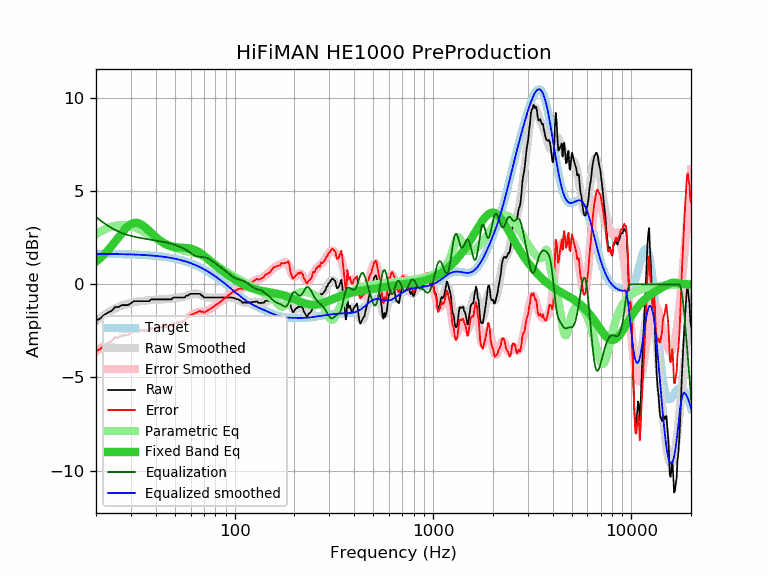 HiFiMAN HE1000 PreProduction
Amplitude (dBr)
10
5
0
−5
−10
Target
Raw Smoothed
Error Smoothed
Raw
Error
Parametric Eq
Fixed Band Eq
Equalization
Equalized smoothed
100
1000
10000
Frequency (Hz)